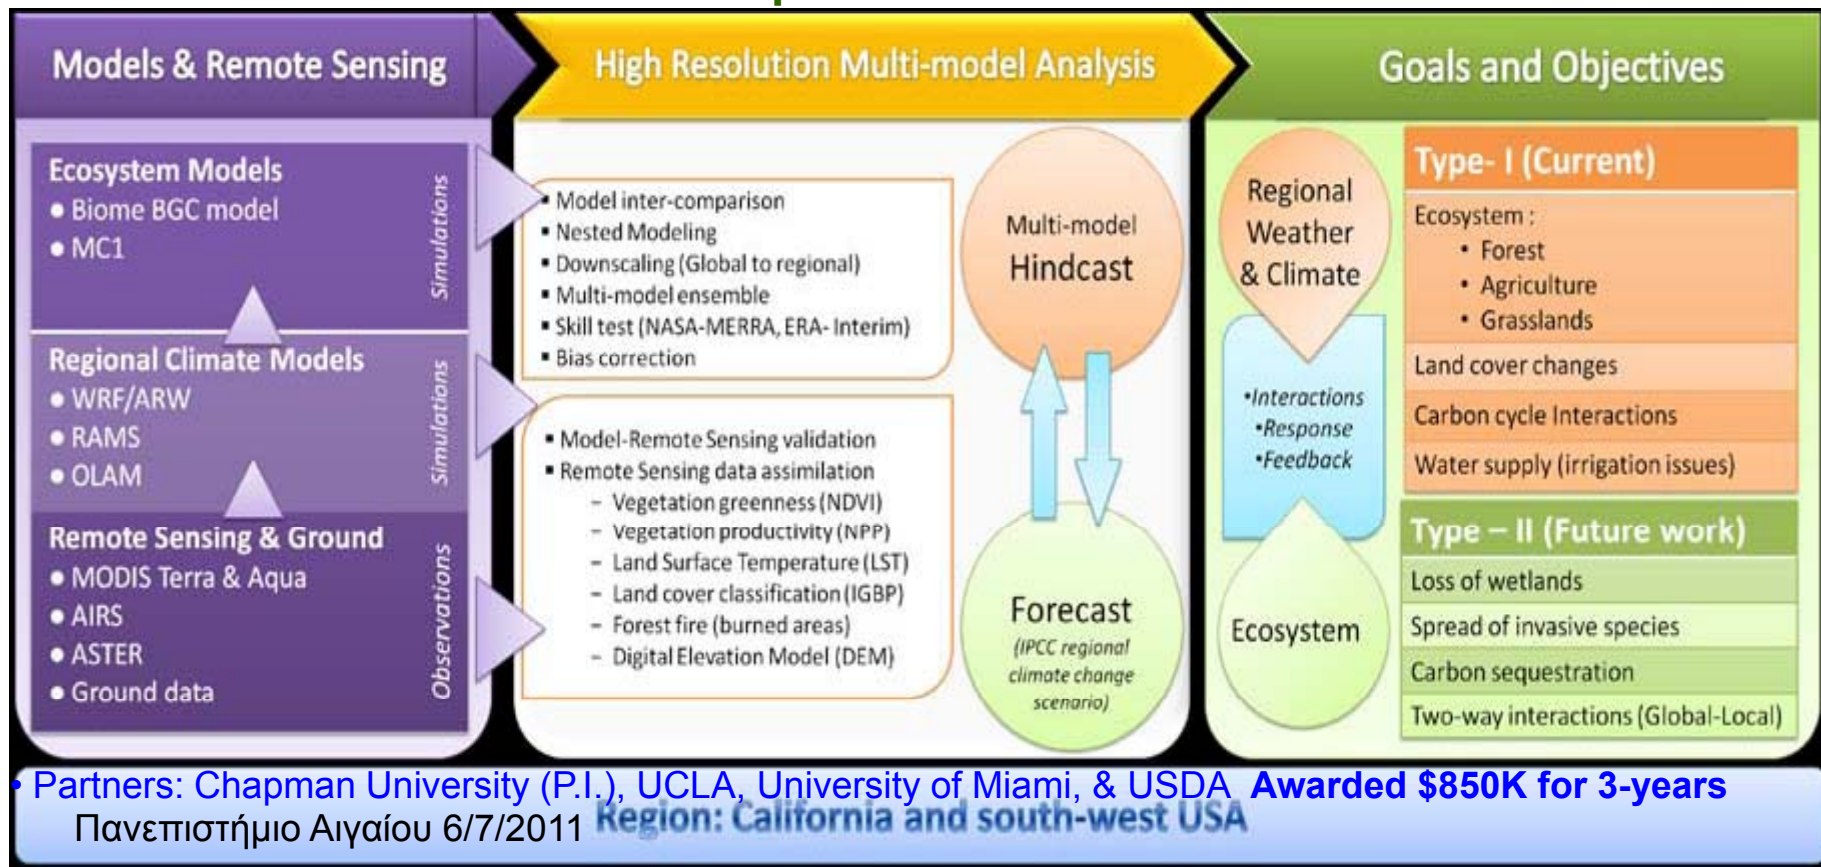 Models & Remote Sensing
Ecosystem Models
● Biome BGC model
● MC1
Simulations
Regional Climate Models
● WRF/ARW
● RAMS
● OLAM
Simulations
Remote Sensing & Ground
● MODIS Terra & Aqua
● AIRS
● ASTER
● Ground data
Observations
High Resolution Multi-model Analysis
▪ Model inter-comparison
▪ Nested Modeling
▪ Downscaling (Global to regional)
▪ Multi-model ensemble
▪ Skill test (NASA-MERRA, ERA- Interim)
▪ Bias correction
▪ Model-Remote Sensing validation
▪ Remote Sensing data assimilation
– Vegetation greenness (NDVI)
– Vegetation productivity (NPP)
– Land Surface Temperature (LST)
– Land cover classification (IGBP)
– Forest fire (burned areas)
– Digital Elevation Model (DEM)
Multi-model
Hindcast
Forecast
(IPCC regional
climate change
scenario)
Goals and Objectives
Regional
Weather
& Climate
•Interactions
•Response
•Feedback
Ecosystem
Type- I (Current)
Ecosystem :
• Forest
• Agriculture
• Grasslands
Land cover changes
Carbon cycle Interactions
Water supply (irrigation issues)
Type – II (Future work)
Loss of wetlands
Spread of invasive species
Carbon sequestration
Two-way interactions (Global-Local)
• Partners: Chapman University (P.I.), UCLA, University of Miami, & USDA Awarded $850K for 3-years
Πανεπιστήμιο Αιγαίου 6/7/2011 Region: California and south-west USA